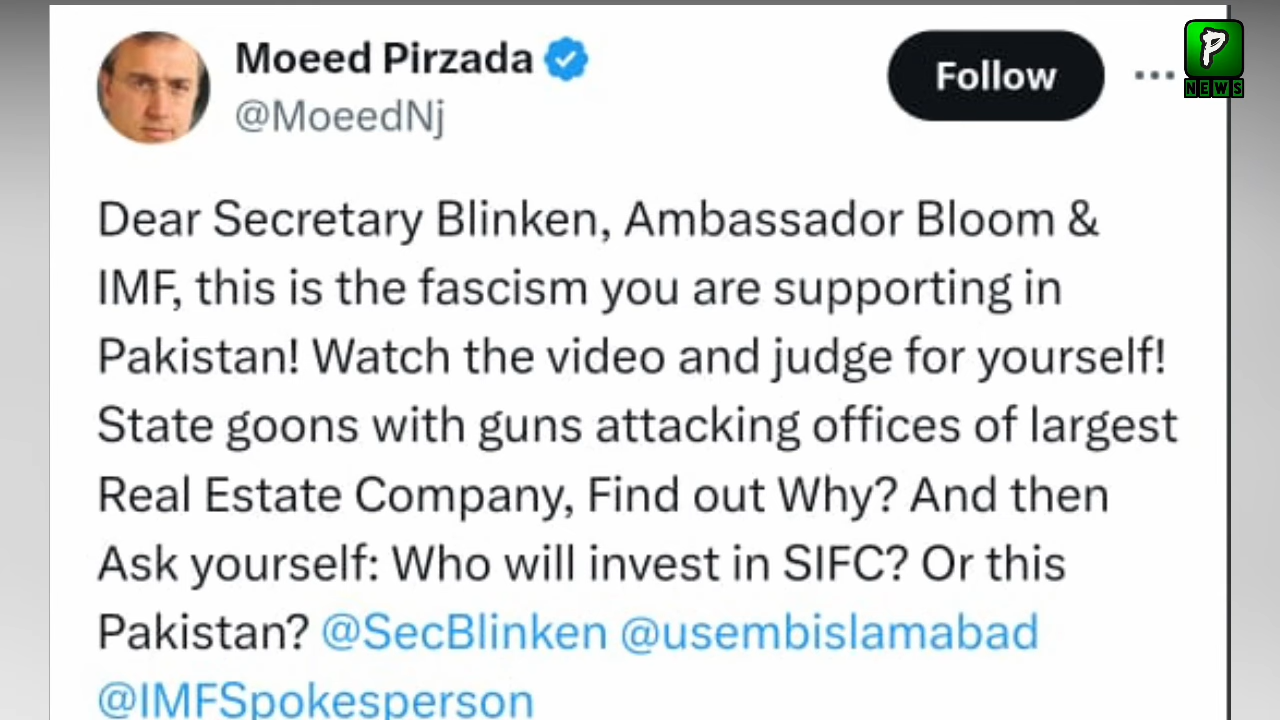 Moeed Pirzada
@MoeedNj
Follow
P
NEWS
Dear Secretary Blinken, Ambassador Bloom &
IMF, this is the fascism you are supporting in
Pakistan! Watch the video and judge for yourself!
State goons with guns attacking offices of largest
Real Estate Company, Find out Why? And then
Ask yourself: Who will invest in SIFC? Or this
Pakistan? @SecBlinken @usembislamabad
@IMFSpokesperson